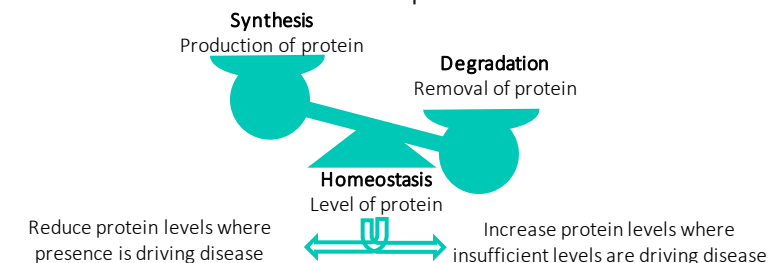 Synthesis
Production of protein
Degradation
Removal of protein
Homeostasis
Level of protein
Reduce protein levels where
presence is driving disease
Increase protein levels where
insufficient levels are driving disease